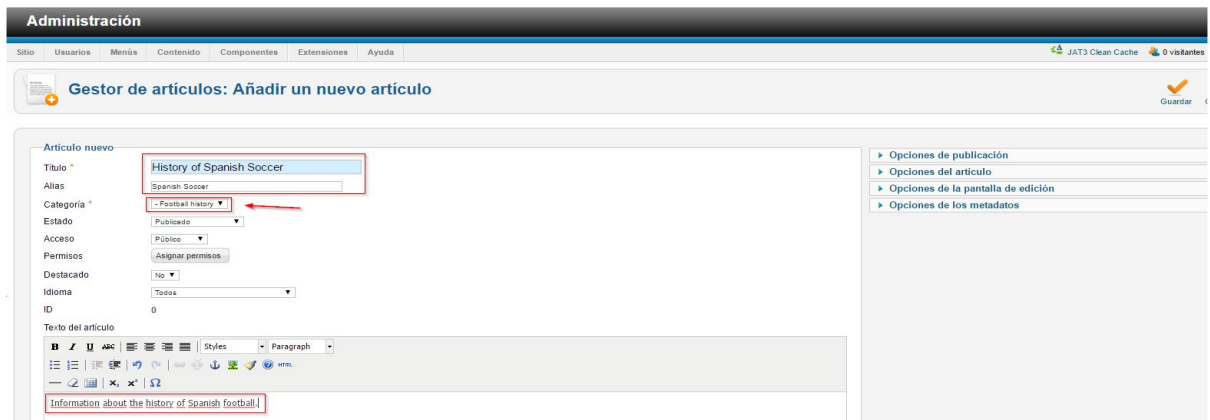 Administración
Sitio Usuarios Menús Contenido Componentes Extensiones Ayuda JAT3 Clean Cache 0 visitantes
Gestor de artículos: Añadir un nuevo artículo
Guardar
Artículo nuevo
Título * History of Spanish Soccer
Alias Spanish Soccer
Categoría * - Football history
Estado Publicado
Acceso Público
Permisos Asignar permisos
Destacado No
Idioma Todos
ID 0
Texto del artículo
B I U ABC Styles Paragraph
HTML
x, x² Ω
Information about the history of Spanish football.
Opciones de publicación
Opciones del artículo
Opciones de la pantalla de edición
Opciones de los metadatos